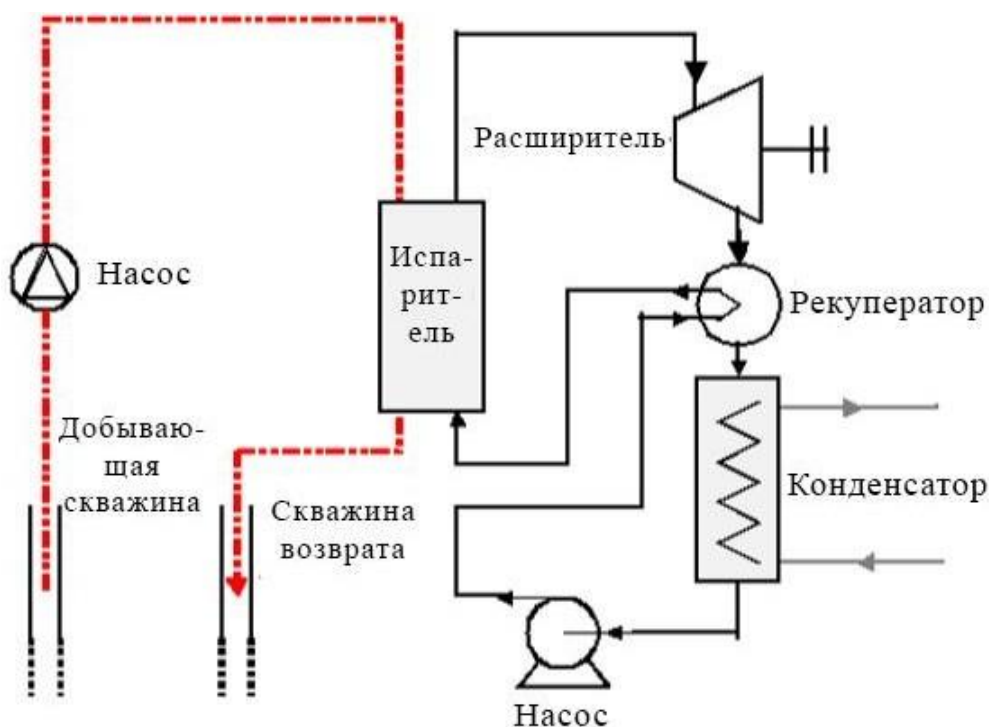 Расширитель
Испа-
рит-
ель
Насос
Рекуператор
Добываю-
щая
скважина
Скважина
возврата
Конденсатор
Насос